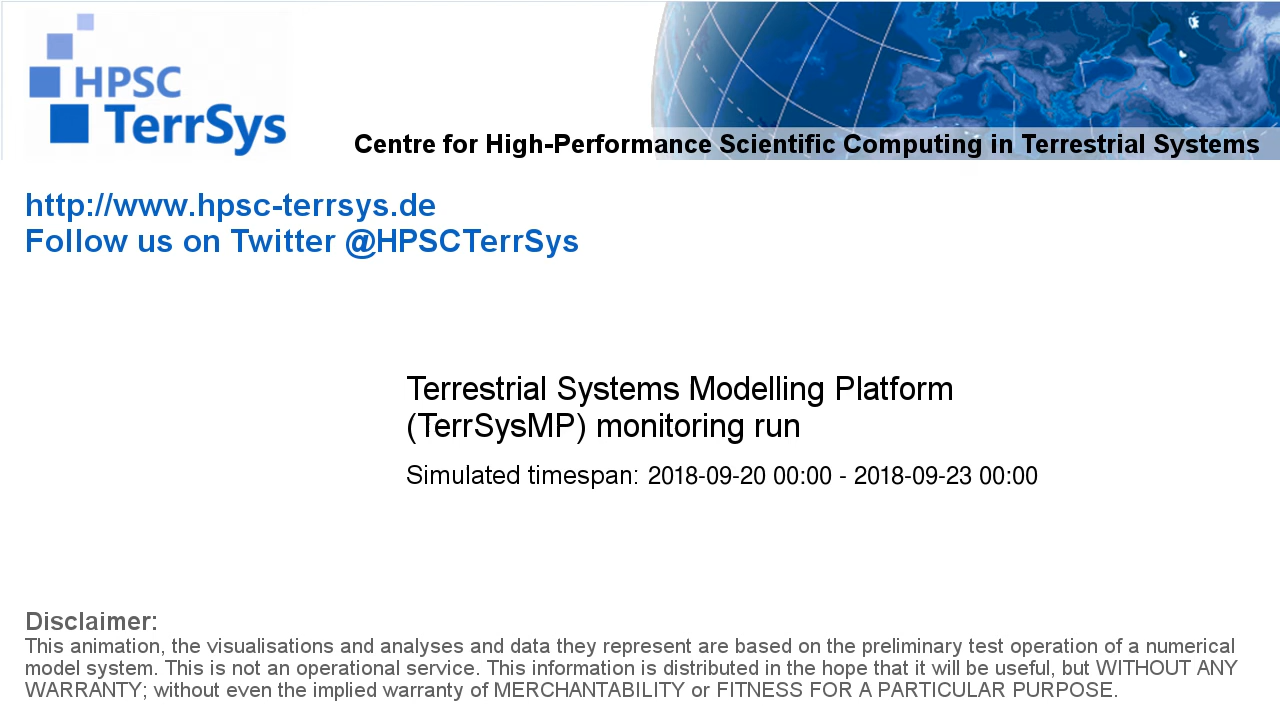 HPSC
TerrSys
Centre for High-Performance Scientific Computing in Terrestrial Systems
http://www.hpsc-terrsys.de
Follow us on Twitter @HPSCTerrSys
Terrestrial Systems Modelling Platform
(TerrSysMP) monitoring run
Simulated timespan: 2018-09-20 00:00 - 2018-09-23 00:00
Disclaimer:
This animation, the visualisations and analyses and data they represent are based on the preliminary test operation of a numerical
model system. This is not an operational service. This information is distributed in the hope that it will be useful, but WITHOUT ANY
WARRANTY; without even the implied warranty of MERCHANTABILITY or FITNESS FOR A PARTICULAR PURPOSE.